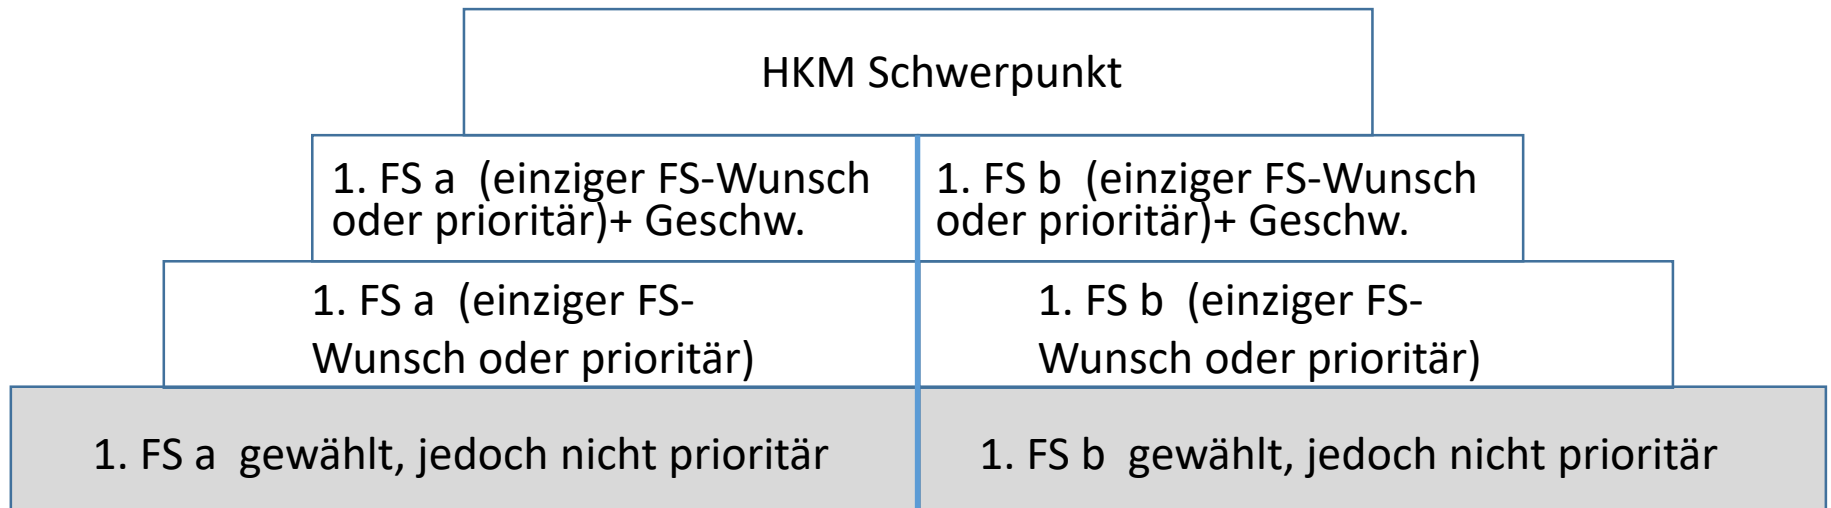 HKM Schwerpunkt
1. FS a  (einziger FS-Wunsch
oder prioritär)+ Geschw.
1. FS b  (einziger FS-Wunsch
oder prioritär)+ Geschw.
1. FS a  (einziger FS-
Wunsch oder prioritär)
1. FS b  (einziger FS-
Wunsch oder prioritär)
1. FS a  gewählt, jedoch nicht prioritär
1. FS b  gewählt, jedoch nicht prioritär